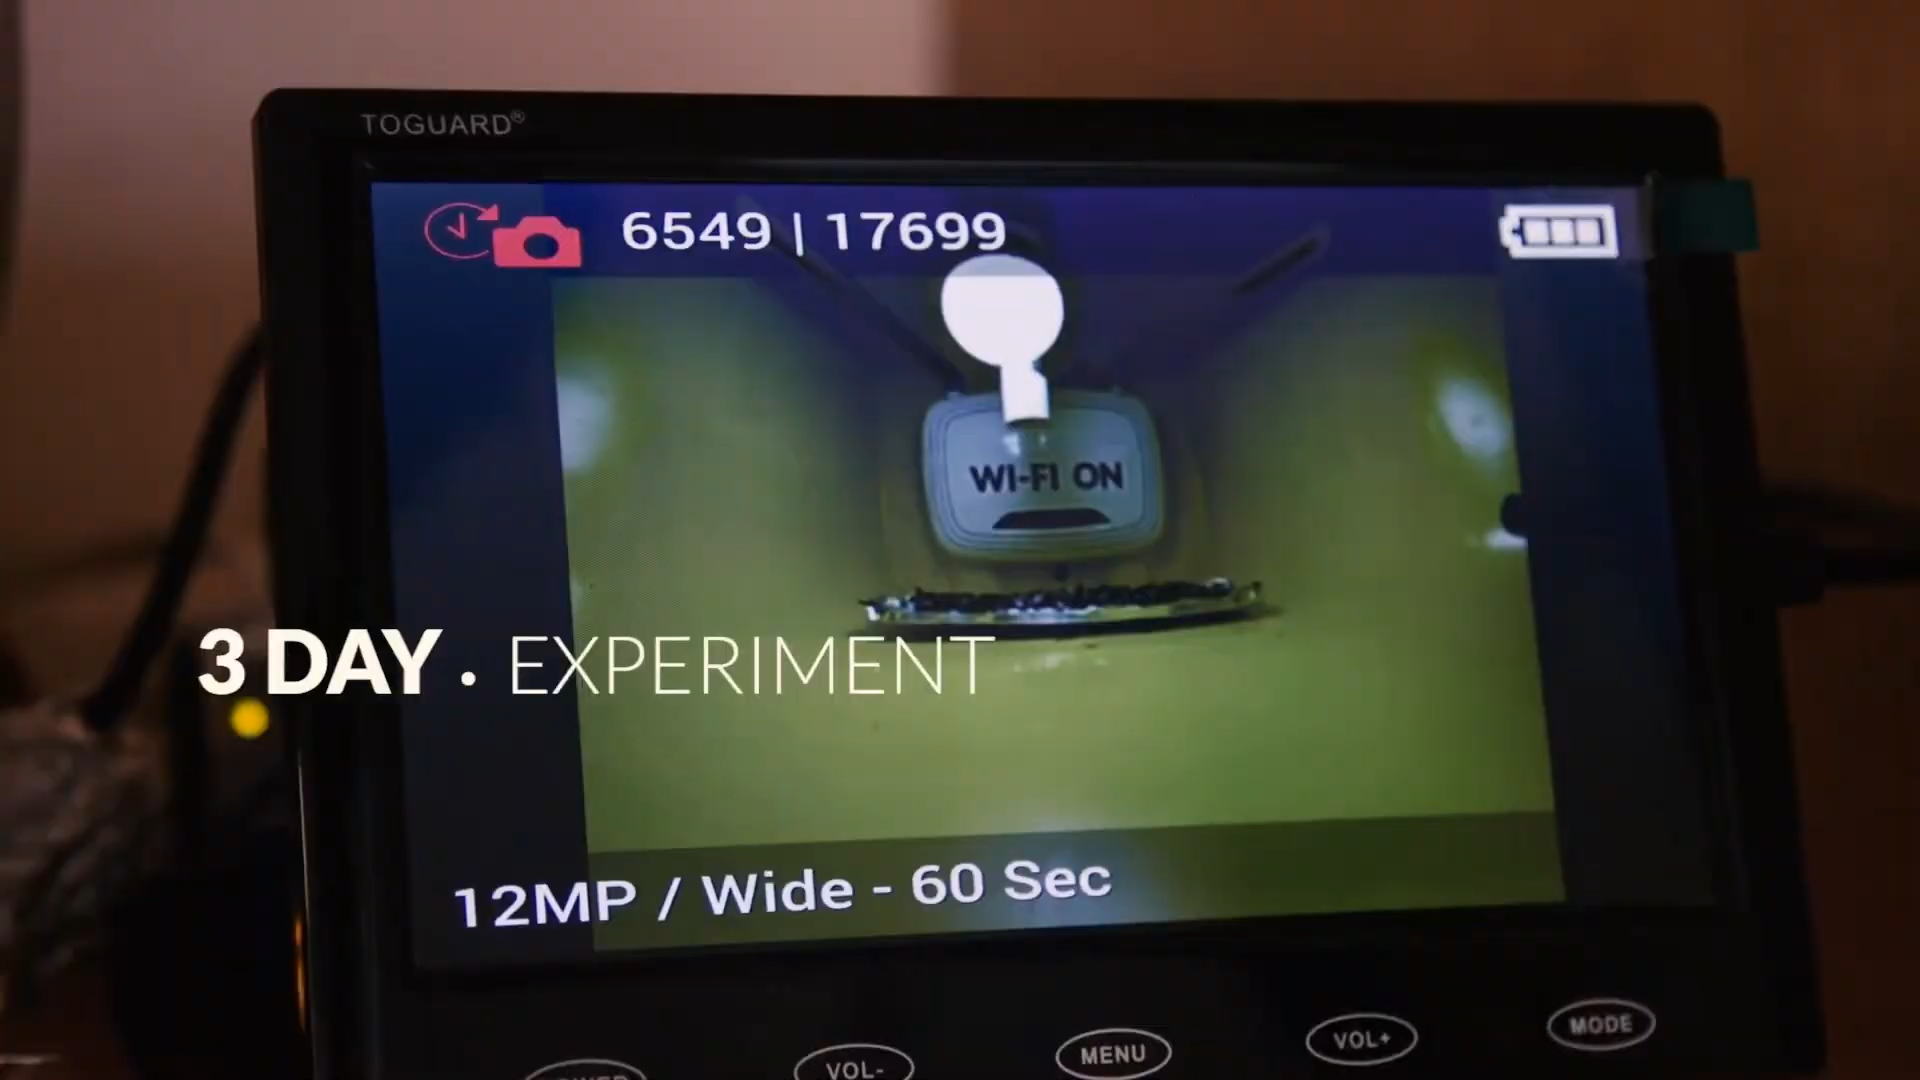 TOGUARD®
6549 | 17699
WI-FI ON
3 DAY • EXPERIMENT
12MP / Wide - 60 Sec
VOL-
MENU
VOL+
MODE